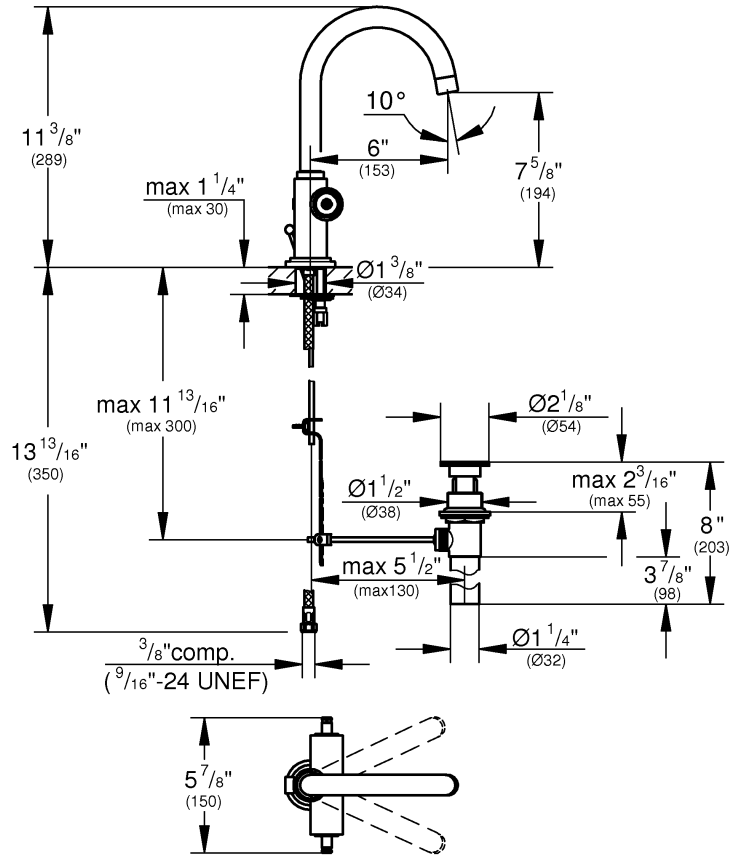 10°
11 3/8"
(289)
6"
(153)
7 5/8"
(194)
max 1 1/4"
(max 30)
Ø1 3/8"
(Ø34)
max 11 13/16"
(max 300)
Ø2 1/8"
(Ø54)
13 13/16"
(350)
max 2 3/16"
(max 55)
Ø1 1/2"
(Ø38)
8"
(203)
max 5 1/2"
(max130)
3 7/8"
(98)
3/8"comp.
(9/16"-24 UNEF)
Ø1 1/4"
(Ø32)
5 7/8"
(150)